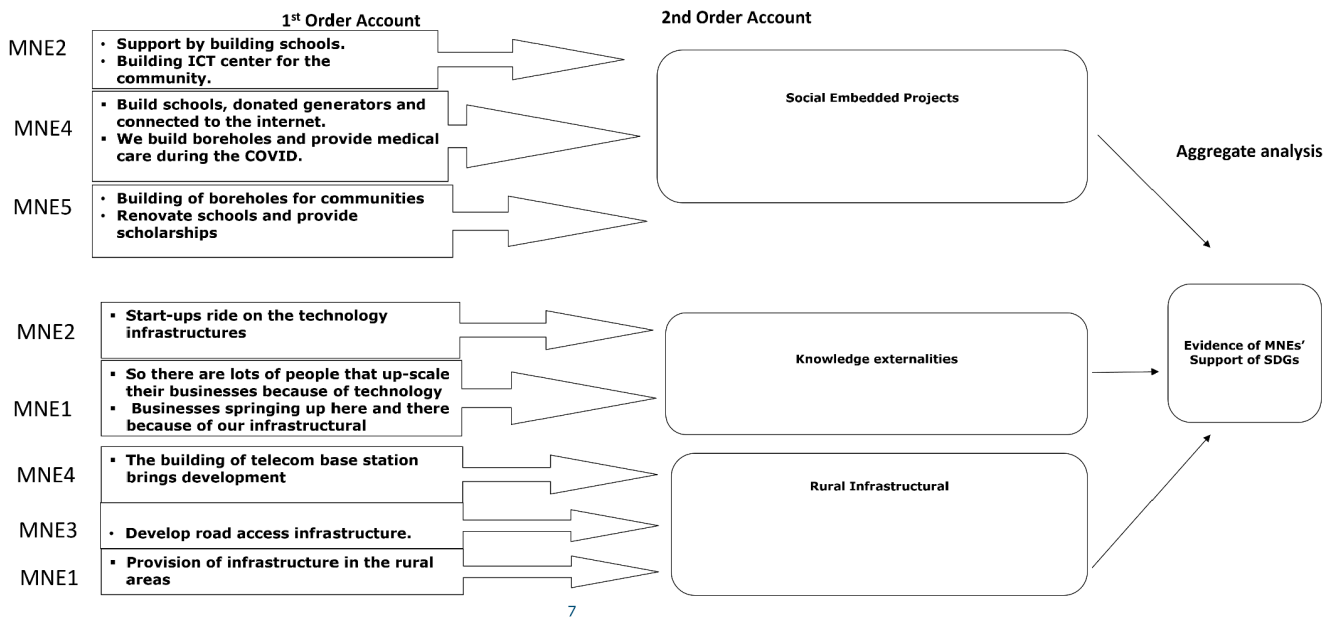 1st Order Account
2nd Order Account
MNE2
• Support by building schools.
• Building ICT center for the
community.
MNE4
▪ Build schools, donated generators and
connected to the internet.
▪ We build boreholes and provide medical
care during the COVID.
MNE5
• Building of boreholes for communities
• Renovate schools and provide
scholarships
Social Embedded Projects
Aggregate analysis
MNE2
▪ Start-ups ride on the technology
infrastructures
MNE1
▪ So there are lots of people that up-scale
their businesses because of technology
▪ Businesses springing up here and there
because of our infrastructural
Knowledge externalities
Evidence of MNEs’
Support of SDGs
MNE4
▪ The building of telecom base station
brings development
MNE3
• Develop road access infrastructure.
MNE1
▪ Provision of infrastructure in the rural
areas
Rural Infrastructural
7